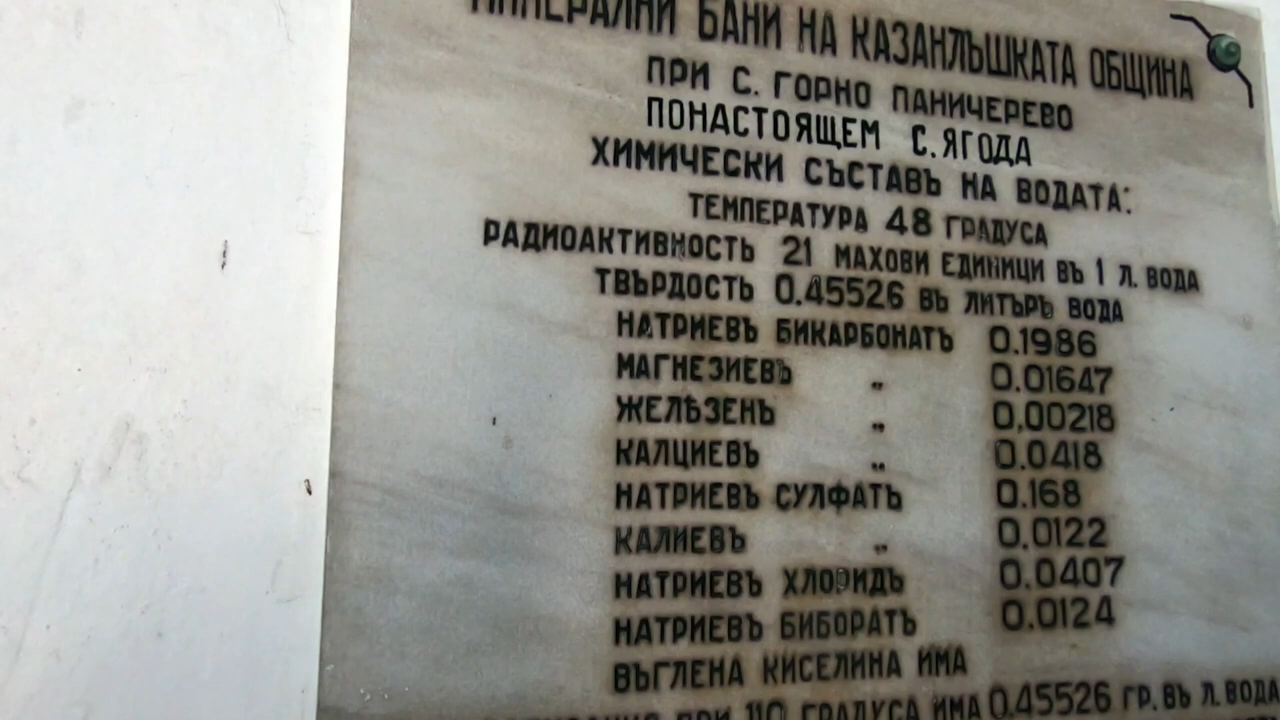 МИНЕРАЛНИ БАНИ НА КАЗАНЛЪШКАТА ОБЩИНА
ПРИ С. ГОРНО ПАНИЧЕРЕВО
ПОНАСТОЯЩЕМ С. ЯГОДА
ХИМИЧЕСКИ СЪСТАВЪ НА ВОДАТА:
ТЕМПЕРАТУРА 48 ГРАДУСА
РАДИОАКТИВНОСТЬ 21 МАХОВИ ЕДИНИЦИ ВЪ 1 Л. ВОДА
ТВЪРДОСТЬ 0.45526 ВЪ ЛИТЪРЪ ВОДА
НАТРИЕВЪ БИКАРБОНАТЪ 0.1986
МАГНЕЗИЕВЪ „ 0.01647
ЖЕЛѢЗЕНЪ „ 0,00218
КАЛЦИЕВЪ „ 0.0418
НАТРИЕВЪ СУЛФАТЪ 0.168
КАЛИЕВЪ „ 0.0122
НАТРИЕВЪ ХЛОРИДЪ 0.0407
НАТРИЕВЪ БИБОРАТЪ 0.0124
ВЪГЛЕНА КИСЕЛИНА ИМА
ПРИ 110 ГРАДУСА ИМА 0.45526 ГР. ВЪ Л. ВОДА